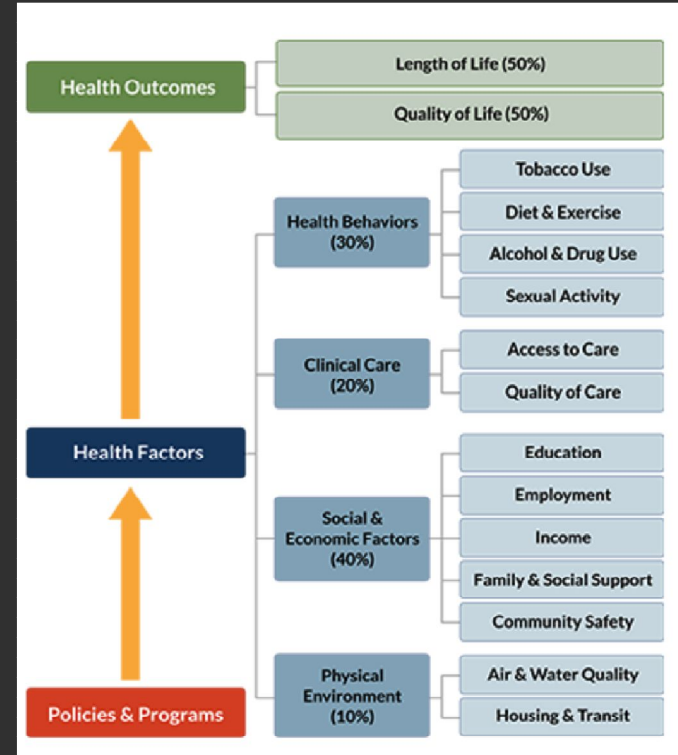 Health Outcomes
Length of Life (50%)
Quality of Life (50%)
Health Factors
Health Behaviors
(30%)
Tobacco Use
Diet & Exercise
Alcohol & Drug Use
Sexual Activity
Clinical Care
(20%)
Access to Care
Quality of Care
Social &
Economic Factors
(40%)
Education
Employment
Income
Family & Social Support
Community Safety
Physical
Environment
(10%)
Air & Water Quality
Housing & Transit
Policies & Programs